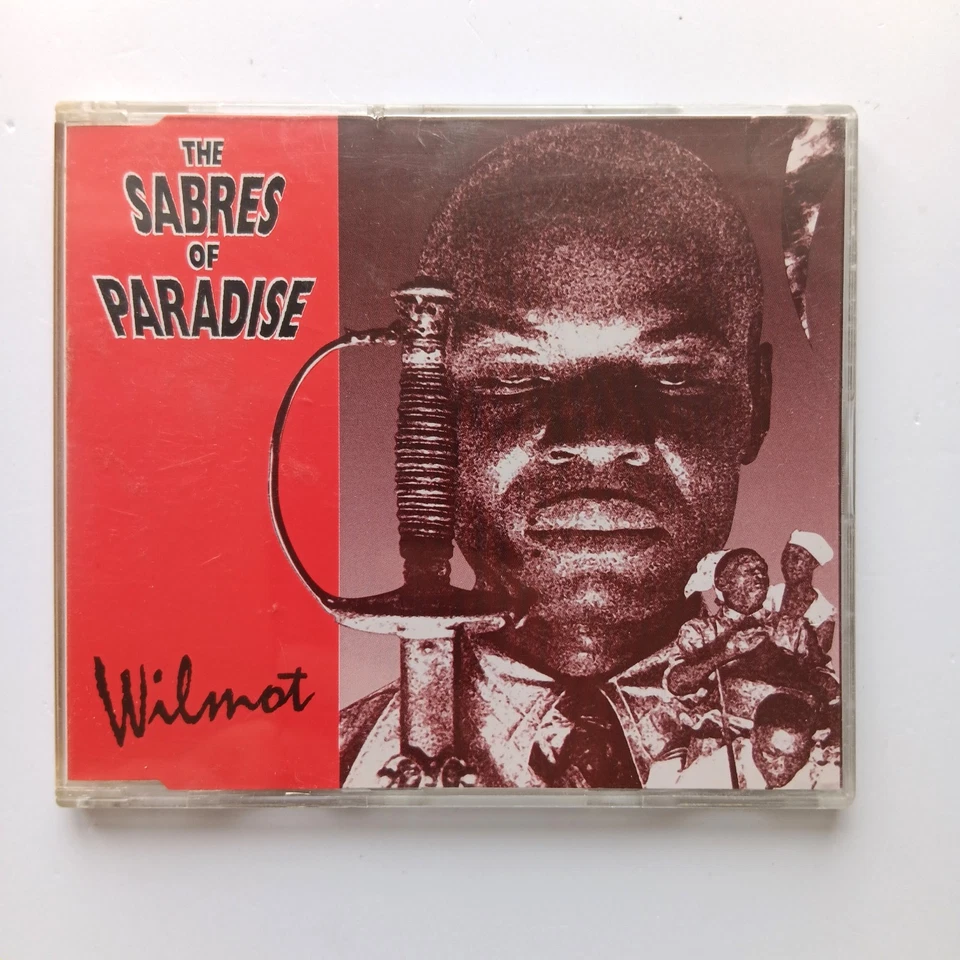 THE
SABRES
OF
PARADISE
Wilmot